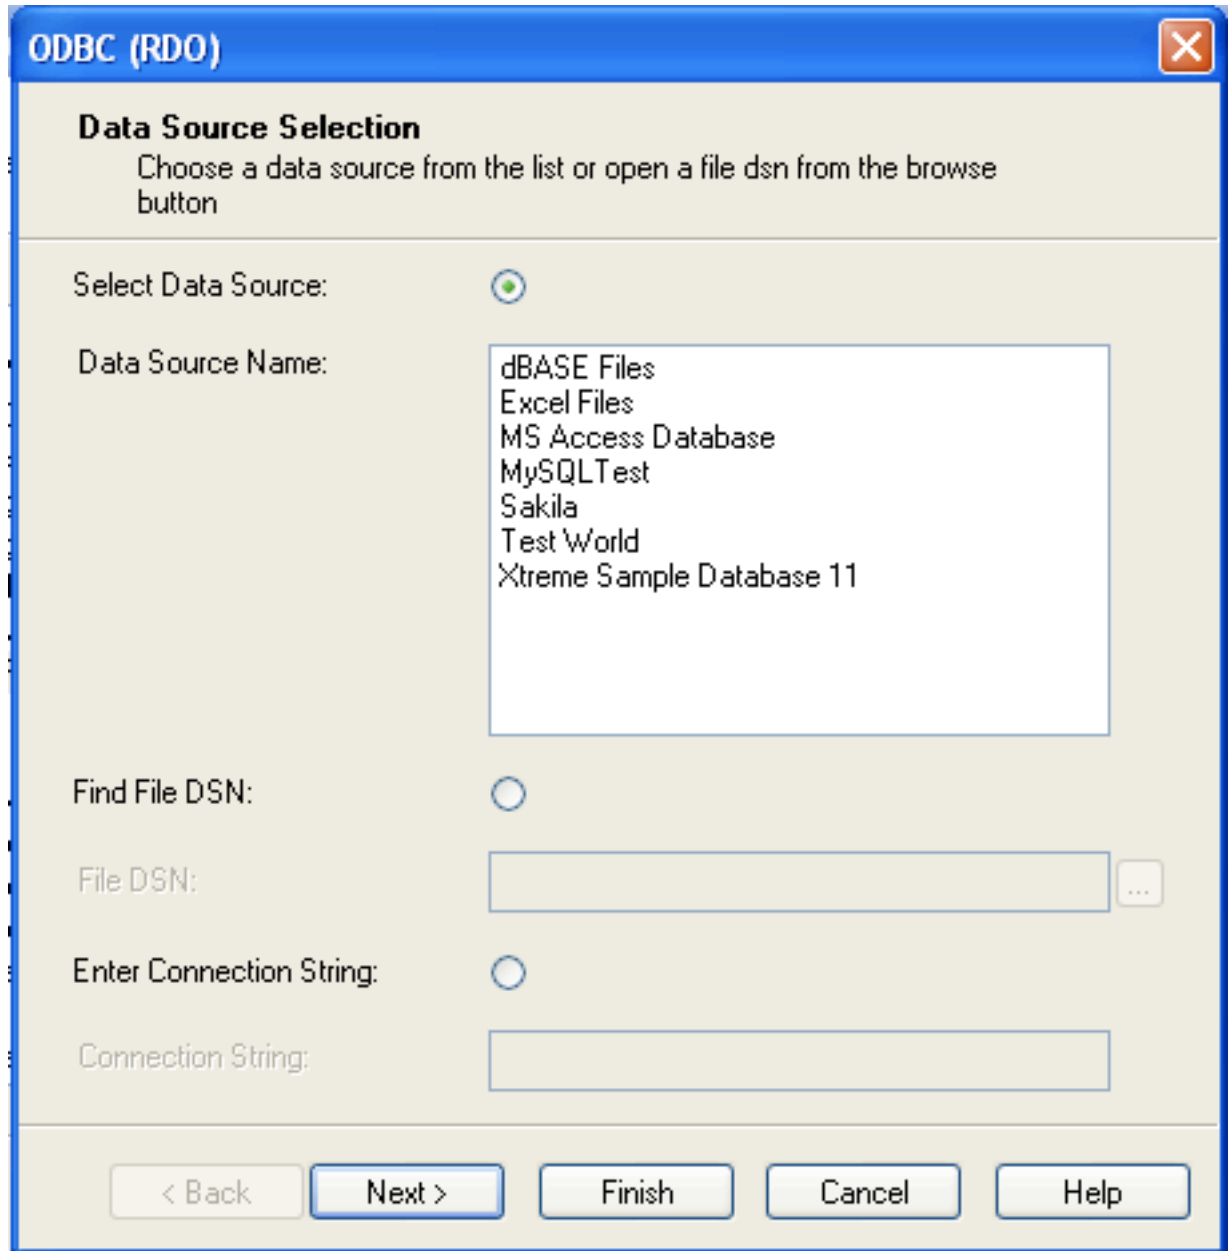 ODBC (RDO)
Data Source Selection
Choose a data source from the list or open a file dsn from the browse
button
Select Data Source:
Data Source Name:
dBASE Files
Excel Files
MS Access Database
MySQLTest
Sakila
Test World
Xtreme Sample Database 11
Find File DSN:
File DSN:
...
Enter Connection String:
Connection String:
< Back
Next >
Finish
Cancel
Help